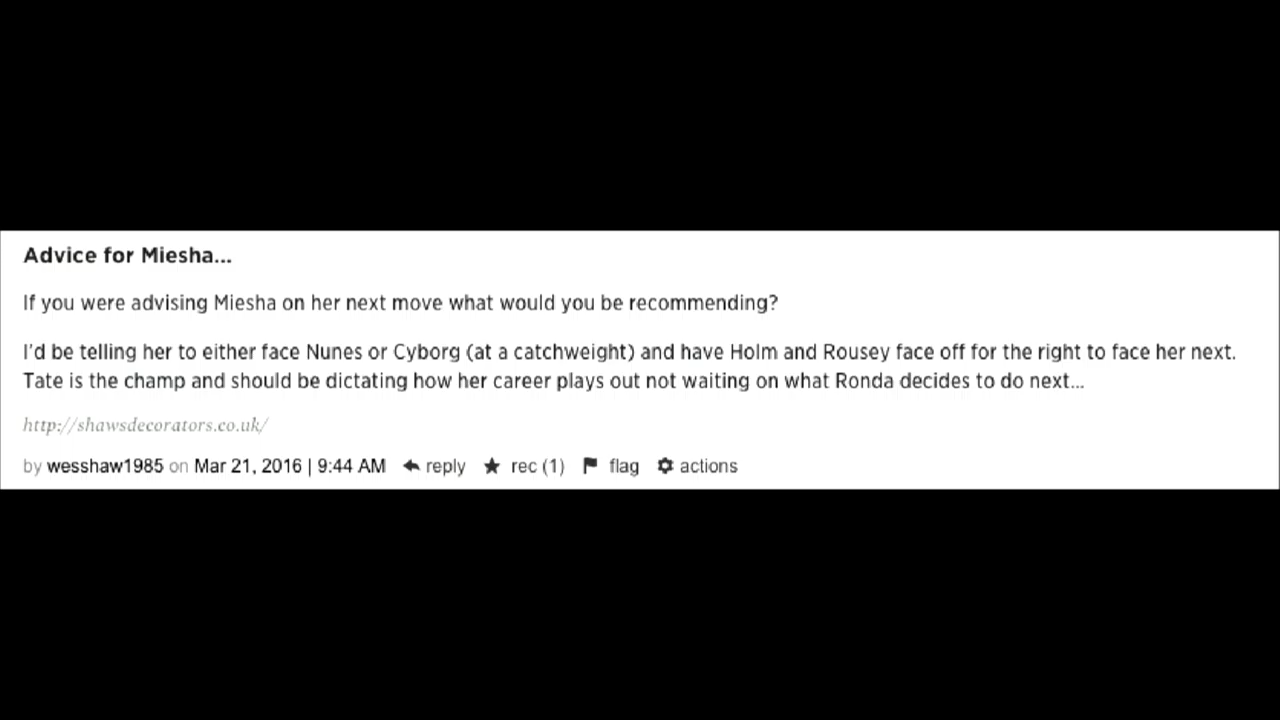 Advice for Miesha...
If you were advising Miesha on her next move what would you be recommending?
I'd be telling her to either face Nunes or Cyborg (at a catchweight) and have Holm and Rousey face off for the right to face her next.
Tate is the champ and should be dictating how her career plays out not waiting on what Ronda decides to do next...
http://shawsdecorators.co.uk/
by wesshaw1985 on Mar 21, 2016 | 9:44 AM reply rec (1) flag actions